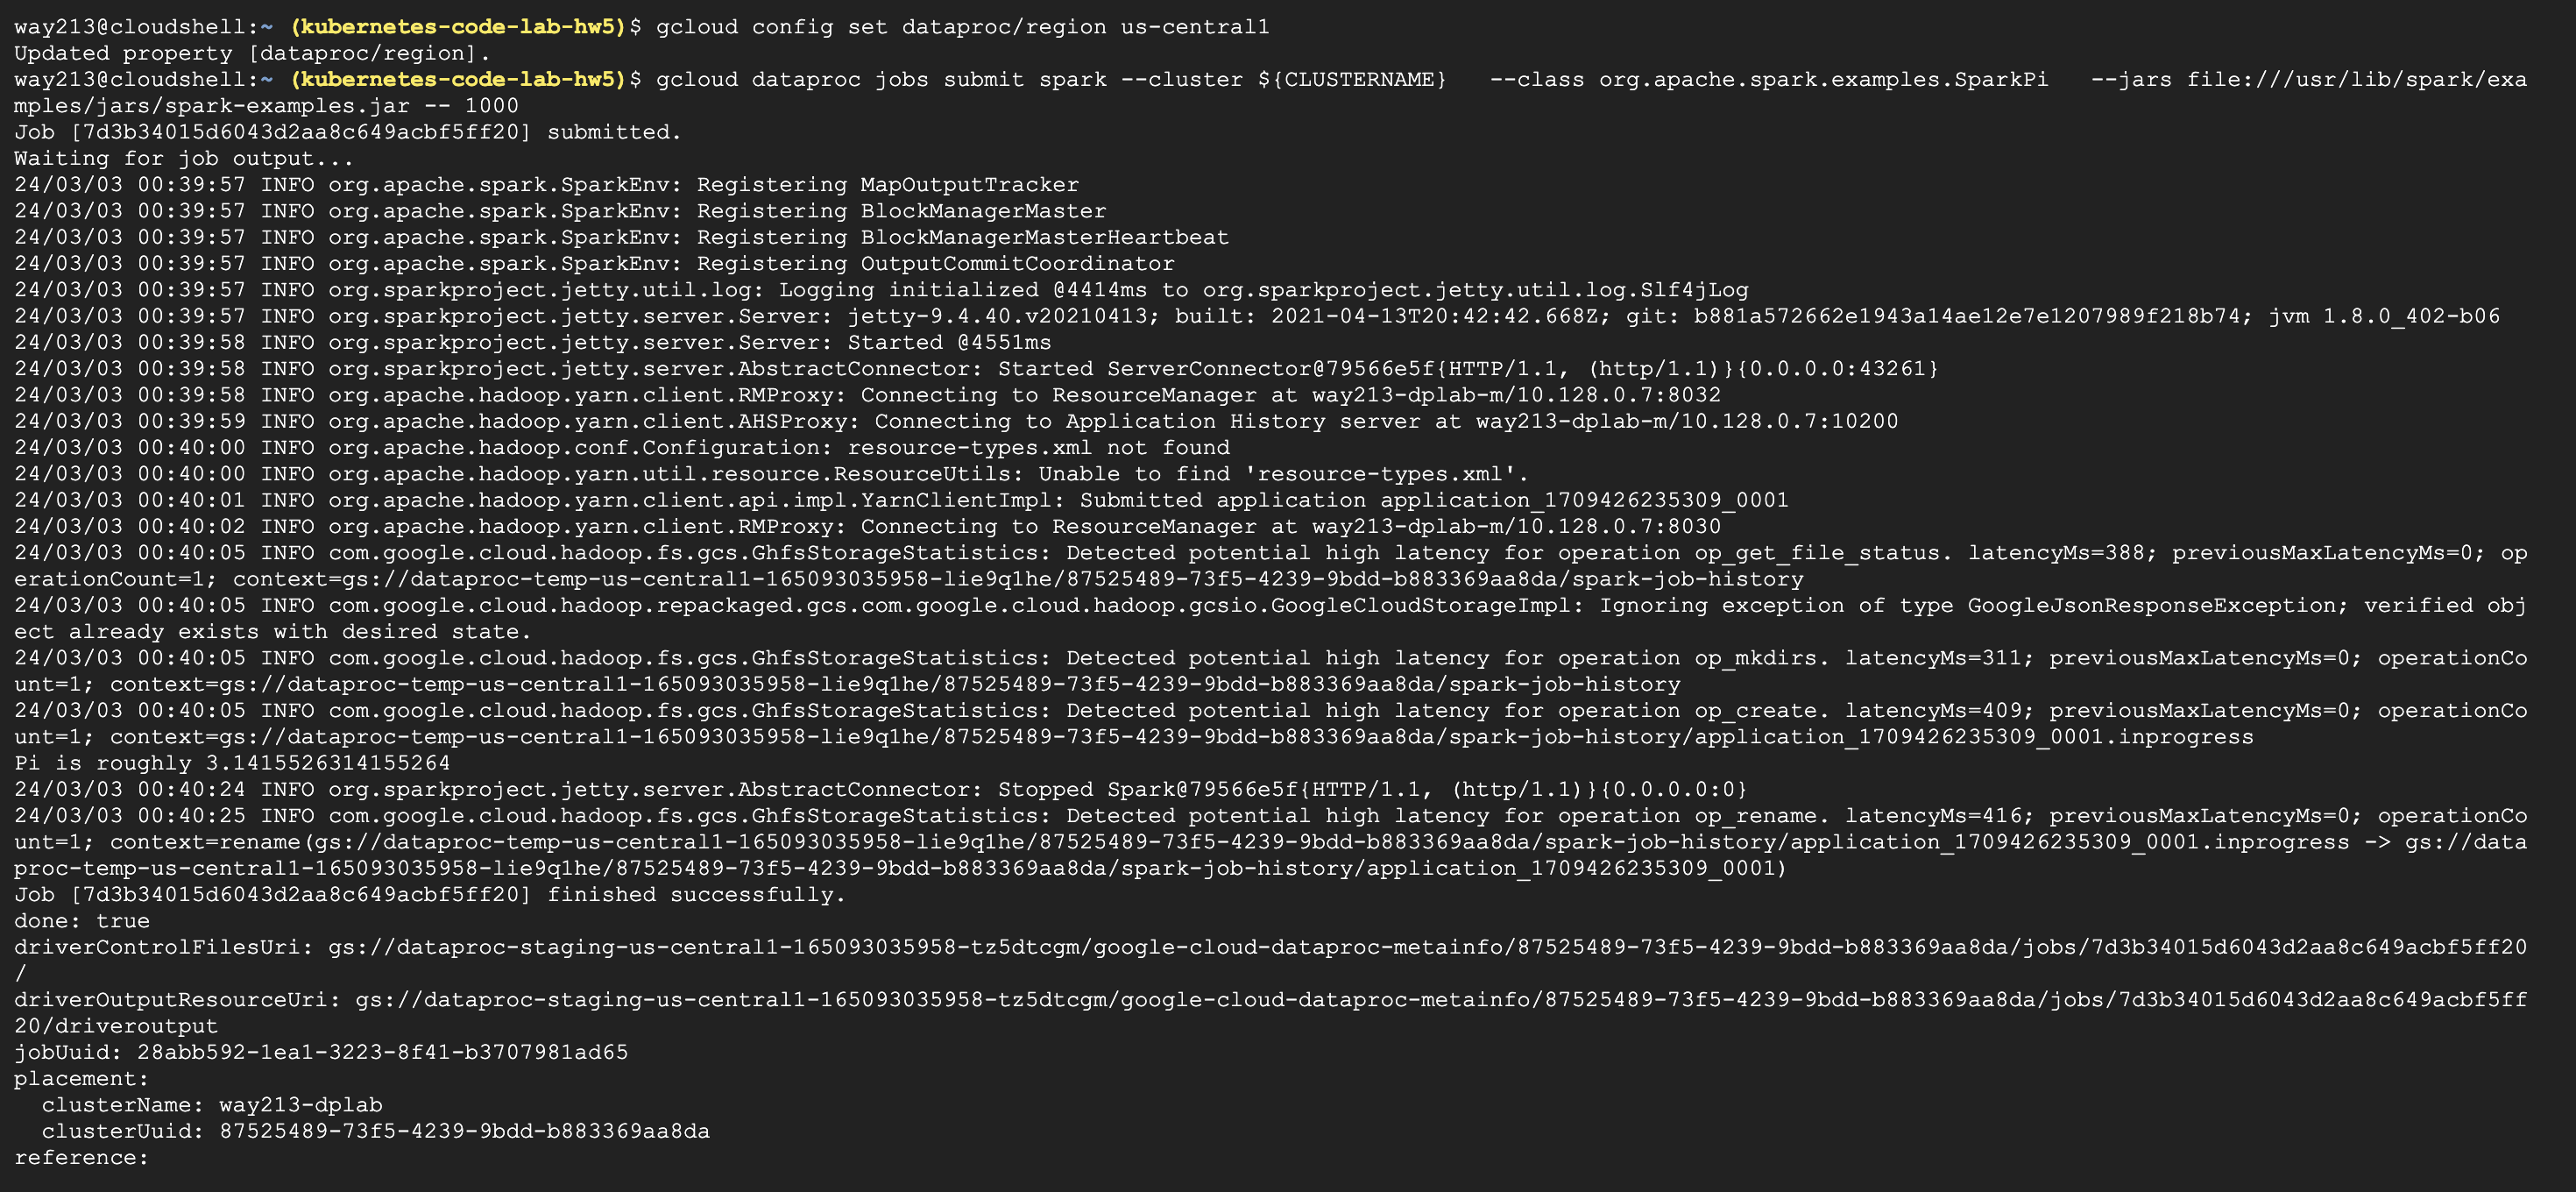 way213@cloudshell:~ (kubernetes-code-lab-hw5)$ gcloud config set dataproc/region us-central1
Updated property [dataproc/region].
way213@cloudshell:~ (kubernetes-code-lab-hw5)$ gcloud dataproc jobs submit spark --cluster ${CLUSTERNAME}   --class org.apache.spark.examples.SparkPi   --jars file:///usr/lib/spark/exa
mples/jars/spark-examples.jar -- 1000
Job [7d3b34015d6043d2aa8c649acbf5ff20] submitted.
Waiting for job output...
24/03/03 00:39:57 INFO org.apache.spark.SparkEnv: Registering MapOutputTracker
24/03/03 00:39:57 INFO org.apache.spark.SparkEnv: Registering BlockManagerMaster
24/03/03 00:39:57 INFO org.apache.spark.SparkEnv: Registering BlockManagerMasterHeartbeat
24/03/03 00:39:57 INFO org.apache.spark.SparkEnv: Registering OutputCommitCoordinator
24/03/03 00:39:57 INFO org.sparkproject.jetty.util.log: Logging initialized @4414ms to org.sparkproject.jetty.util.log.Slf4jLog
24/03/03 00:39:57 INFO org.sparkproject.jetty.server.Server: jetty-9.4.40.v20210413; built: 2021-04-13T20:42:42.668Z; git: b881a572662e1943a14ae12e7e1207989f218b74; jvm 1.8.0_402-b06
24/03/03 00:39:58 INFO org.sparkproject.jetty.server.Server: Started @4551ms
24/03/03 00:39:58 INFO org.sparkproject.jetty.server.AbstractConnector: Started ServerConnector@79566e5f{HTTP/1.1, (http/1.1)}{0.0.0.0:43261}
24/03/03 00:39:58 INFO org.apache.hadoop.yarn.client.RMProxy: Connecting to ResourceManager at way213-dplab-m/10.128.0.7:8032
24/03/03 00:39:59 INFO org.apache.hadoop.yarn.client.AHSProxy: Connecting to Application History server at way213-dplab-m/10.128.0.7:10200
24/03/03 00:40:00 INFO org.apache.hadoop.conf.Configuration: resource-types.xml not found
24/03/03 00:40:00 INFO org.apache.hadoop.yarn.util.resource.ResourceUtils: Unable to find 'resource-types.xml'.
24/03/03 00:40:01 INFO org.apache.hadoop.yarn.client.api.impl.YarnClientImpl: Submitted application application_1709426235309_0001
24/03/03 00:40:02 INFO org.apache.hadoop.yarn.client.RMProxy: Connecting to ResourceManager at way213-dplab-m/10.128.0.7:8030
24/03/03 00:40:05 INFO com.google.cloud.hadoop.fs.gcs.GhfsStorageStatistics: Detected potential high latency for operation op_get_file_status. latencyMs=388; previousMaxLatencyMs=0; op
erationCount=1; context=gs://dataproc-temp-us-central1-165093035958-lie9q1he/87525489-73f5-4239-9bdd-b883369aa8da/spark-job-history
24/03/03 00:40:05 INFO com.google.cloud.hadoop.repackaged.gcs.com.google.cloud.hadoop.gcsio.GoogleCloudStorageImpl: Ignoring exception of type GoogleJsonResponseException; verified obj
ect already exists with desired state.
24/03/03 00:40:05 INFO com.google.cloud.hadoop.fs.gcs.GhfsStorageStatistics: Detected potential high latency for operation op_mkdirs. latencyMs=311; previousMaxLatencyMs=0; operationCo
unt=1; context=gs://dataproc-temp-us-central1-165093035958-lie9q1he/87525489-73f5-4239-9bdd-b883369aa8da/spark-job-history
24/03/03 00:40:05 INFO com.google.cloud.hadoop.fs.gcs.GhfsStorageStatistics: Detected potential high latency for operation op_create. latencyMs=409; previousMaxLatencyMs=0; operationCo
unt=1; context=gs://dataproc-temp-us-central1-165093035958-lie9q1he/87525489-73f5-4239-9bdd-b883369aa8da/spark-job-history/application_1709426235309_0001.inprogress
Pi is roughly 3.1415526314155264
24/03/03 00:40:24 INFO org.sparkproject.jetty.server.AbstractConnector: Stopped Spark@79566e5f{HTTP/1.1, (http/1.1)}{0.0.0.0:0}
24/03/03 00:40:25 INFO com.google.cloud.hadoop.fs.gcs.GhfsStorageStatistics: Detected potential high latency for operation op_rename. latencyMs=416; previousMaxLatencyMs=0; operationCo
unt=1; context=rename(gs://dataproc-temp-us-central1-165093035958-lie9q1he/87525489-73f5-4239-9bdd-b883369aa8da/spark-job-history/application_1709426235309_0001.inprogress -> gs://data
proc-temp-us-central1-165093035958-lie9q1he/87525489-73f5-4239-9bdd-b883369aa8da/spark-job-history/application_1709426235309_0001)
Job [7d3b34015d6043d2aa8c649acbf5ff20] finished successfully.
done: true
driverControlFilesUri: gs://dataproc-staging-us-central1-165093035958-tz5dtcgm/google-cloud-dataproc-metainfo/87525489-73f5-4239-9bdd-b883369aa8da/jobs/7d3b34015d6043d2aa8c649acbf5ff20
/
driverOutputResourceUri: gs://dataproc-staging-us-central1-165093035958-tz5dtcgm/google-cloud-dataproc-metainfo/87525489-73f5-4239-9bdd-b883369aa8da/jobs/7d3b34015d6043d2aa8c649acbf5ff
20/driveroutput
jobUuid: 28abb592-1ea1-3223-8f41-b3707981ad65
placement:
  clusterName: way213-dplab
  clusterUuid: 87525489-73f5-4239-9bdd-b883369aa8da
reference: